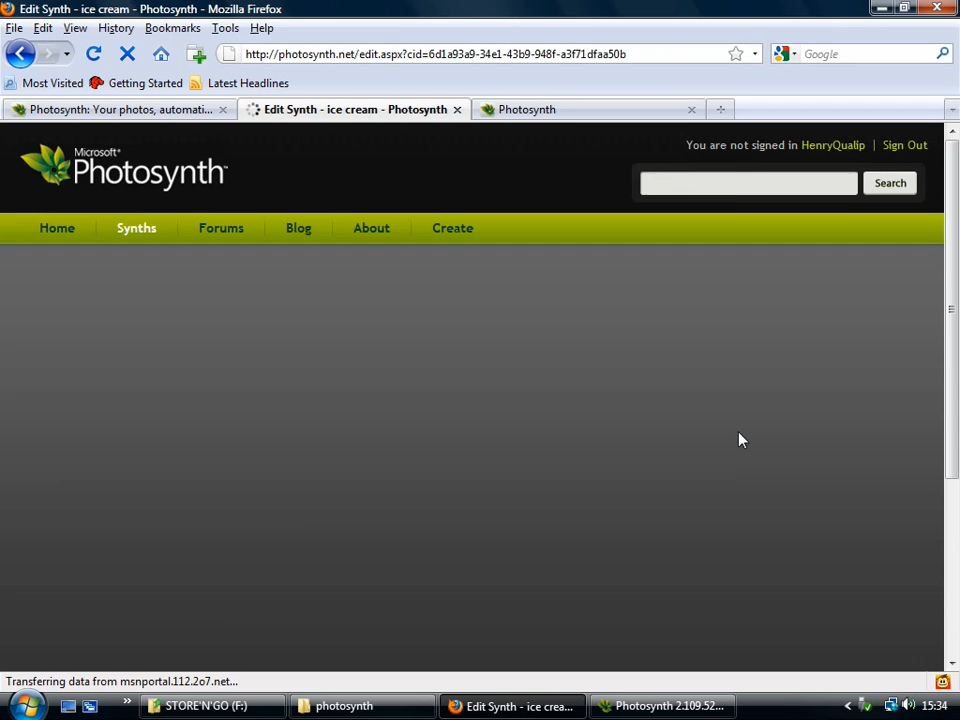 Edit Synth - ice cream - Photosynth - Mozilla Firefox
File Edit View History Bookmarks Tools Help
http://photosynth.net/edit.aspx?cid=6d1a93a9-34e1-43b9-948f-a3f71dfaa50b
Google
Most Visited Getting Started Latest Headlines
Photosynth: Your photos, automati... Edit Synth - ice cream - Photosynth Photosynth
You are not signed in HenryQualip | Sign Out
Microsoft®
Photosynth™
Search
Home Synths Forums Blog About Create
Transferring data from msnportal.112.2o7.net...
STORE'N'GO (F:) photosynth Edit Synth - ice crea... Photosynth 2.109.52... 15:34